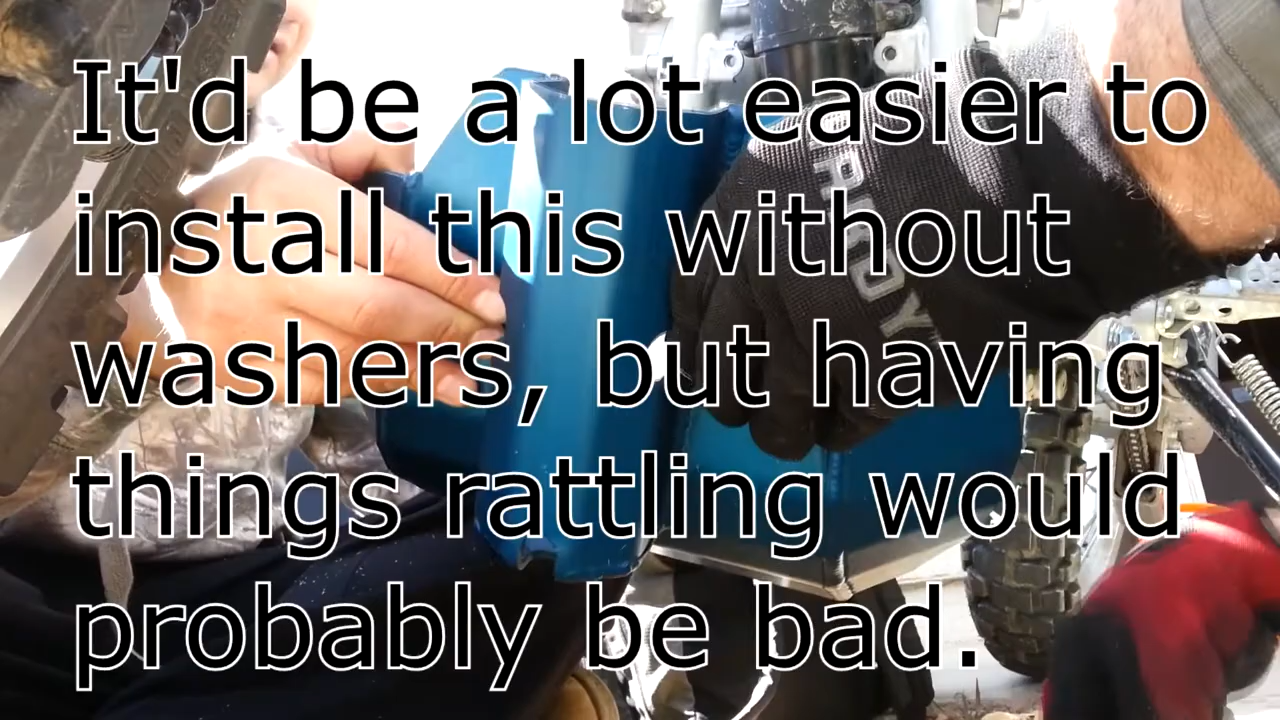 It'd be a lot easier to
install this without
washers, but having
things rattling would
probably be bad.